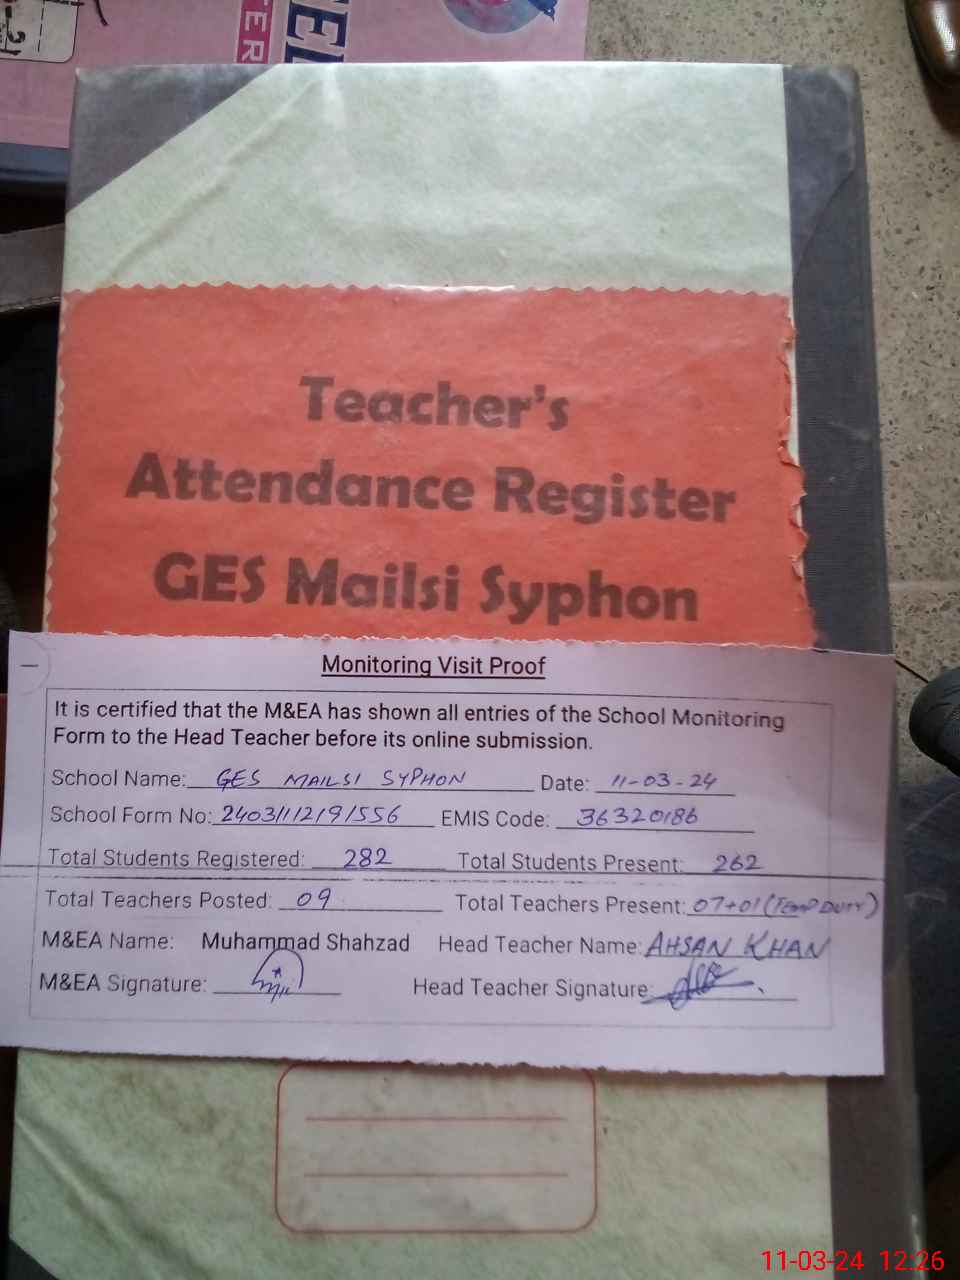 TEL
TER
Teacher's
Attendance Register
GES Mailsi Syphon
Monitoring Visit Proof
It is certified that the M&EA has shown all entries of the School Monitoring
Form to the Head Teacher before its online submission.
School Name: GES MAILSI SYPHON Date: 11-03-24
School Form No: 24031112191556 EMIS Code: 36320186
Total Students Registered: 282 Total Students Present: 262
Total Teachers Posted: 09 Total Teachers Present: 07+01 (TEMP DUTY)
M&EA Name: Muhammad Shahzad Head Teacher Name: AHSAN KHAN
M&EA Signature: Head Teacher Signature:
11-03-24 12:26